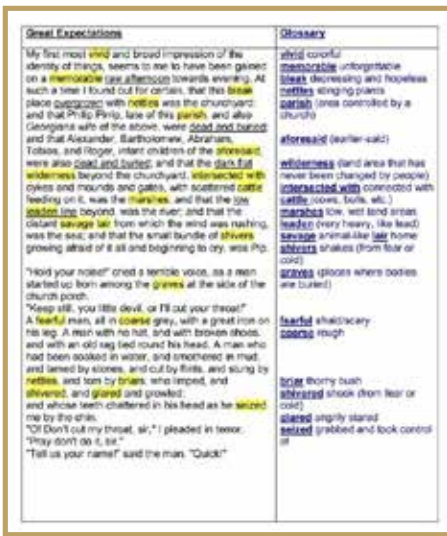 Great Expectations
My first most vivid and broad impression of the
identity of things, seems to me to have been gained
on a memorable raw afternoon towards evening. At
such a time I found out for certain, that this bleak
place overgrown with nettles was the churchyard;
and that Philip Pirrip, late of this parish, and also
Georgiana wife of the above, were dead and buried;
and that Alexander, Bartholomew, Abraham,
Tobias, and Roger, infant children of the aforesaid,
were also dead and buried; and that the dark flat
wilderness beyond the churchyard, intersected with
dykes and mounds and gates, with scattered cattle
feeding on it, was the marshes; and that the low
leaden line beyond, was the river; and that the
distant savage lair from which the wind was rushing,
was the sea; and that the small bundle of shivers
growing afraid of it all and beginning to cry, was Pip.
"Hold your noise!" cried a terrible voice, as a man
started up from among the graves at the side of the
church porch.
"Keep still, you little devil, or I'll cut your throat!"
A fearful man, all in coarse grey, with a great iron on
his leg. A man with no hat, and with broken shoes,
and with an old rag tied round his head. A man who
had been soaked in water, and smothered in mud,
and lamed by stones, and cut by flints, and stung by
nettles, and torn by briars; who limped, and
shivered, and glared and growled;
and whose teeth chattered in his head as he seized
me by the chin.
"O! Don't cut my throat, sir," I pleaded in terror.
"Pray don't do it, sir."
"Tell us your name!" said the man. "Quick!"
Glossary
vivid colorful
memorable unforgettable
bleak depressing and hopeless
nettles stinging plants
parish (area controlled by a
church)
aforesaid (earlier-said)
wilderness (land area that has
never been changed by people)
intersected with connected with
cattle (cows, bulls, etc.)
marshes low, wet land areas
leaden (very heavy, like lead)
savage animal-like lair home
shivers shakes (from fear or
cold)
graves (places where bodies
are buried)
fearful afraid/scary
coarse rough
briar thorny bush
shivered shook (from fear or
cold)
glared angrily stared
seized grabbed and took control
of